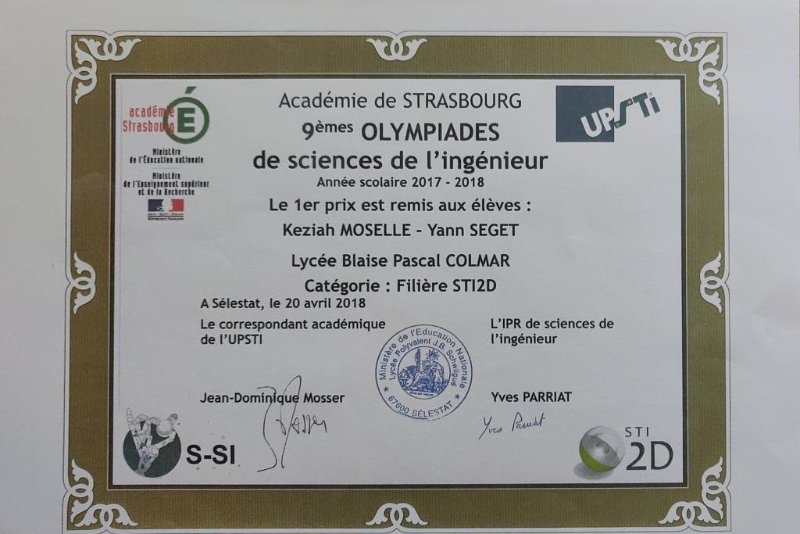 académie
Strasbourg
Ministère
de l'Éducation nationale
Ministère
de l'Enseignement supérieur
et de la Recherche
Académie de STRASBOURG
9èmes OLYMPIADES
de sciences de l'ingénieur
Année scolaire 2017 - 2018
UPSTi
Le 1er prix est remis aux élèves :
Keziah MOSELLE - Yann SEGET
Lycée Blaise Pascal COLMAR
Catégorie : Filière STI2D
A Sélestat, le 20 avril 2018
Le correspondant académique
de l'UPSTI
L'IPR de sciences de
l'ingénieur
Ministère de l'Education Nationale
Lycée Polyvalent J.B. Schwilgué
67600 SÉLESTAT
Jean-Dominique Mosser
Yves PARRIAT
Mosser
Yves Parriat
S-SI
STI
2D